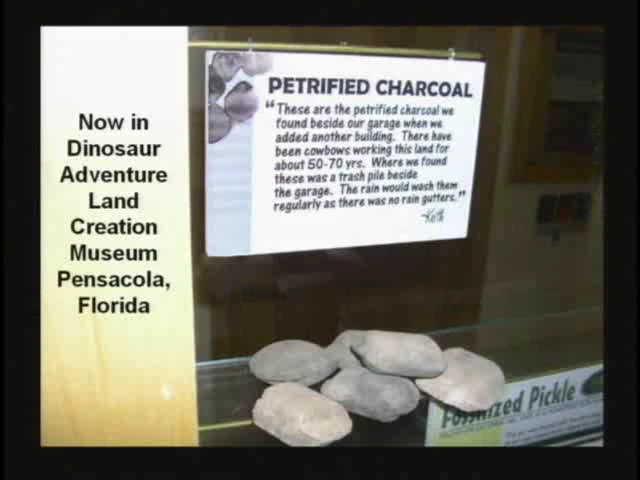 Now in
Dinosaur
Adventure
Land
Creation
Museum
Pensacola,
Florida
PETRIFIED CHARCOAL
"These are the petrified charcoal we
found beside our garage when we
added another building. There have
been cowbows working this land for
about 50-70 yrs. Where we found
these was a trash pile beside
the garage. The rain would wash them
regularly as there was no rain gutters."
Fossilized Pickle